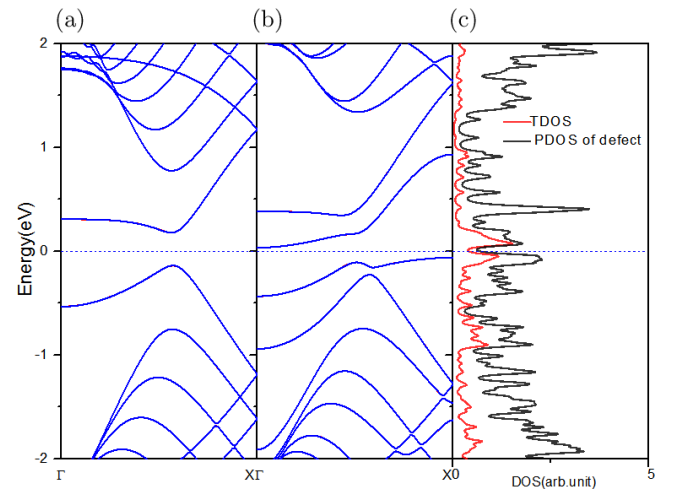 (a) (b) (c)
2
1
0
-1
-2
Energy(eV)
TDOS
PDOS of defect
Γ XΓ X0 5
DOS(arb.unit)